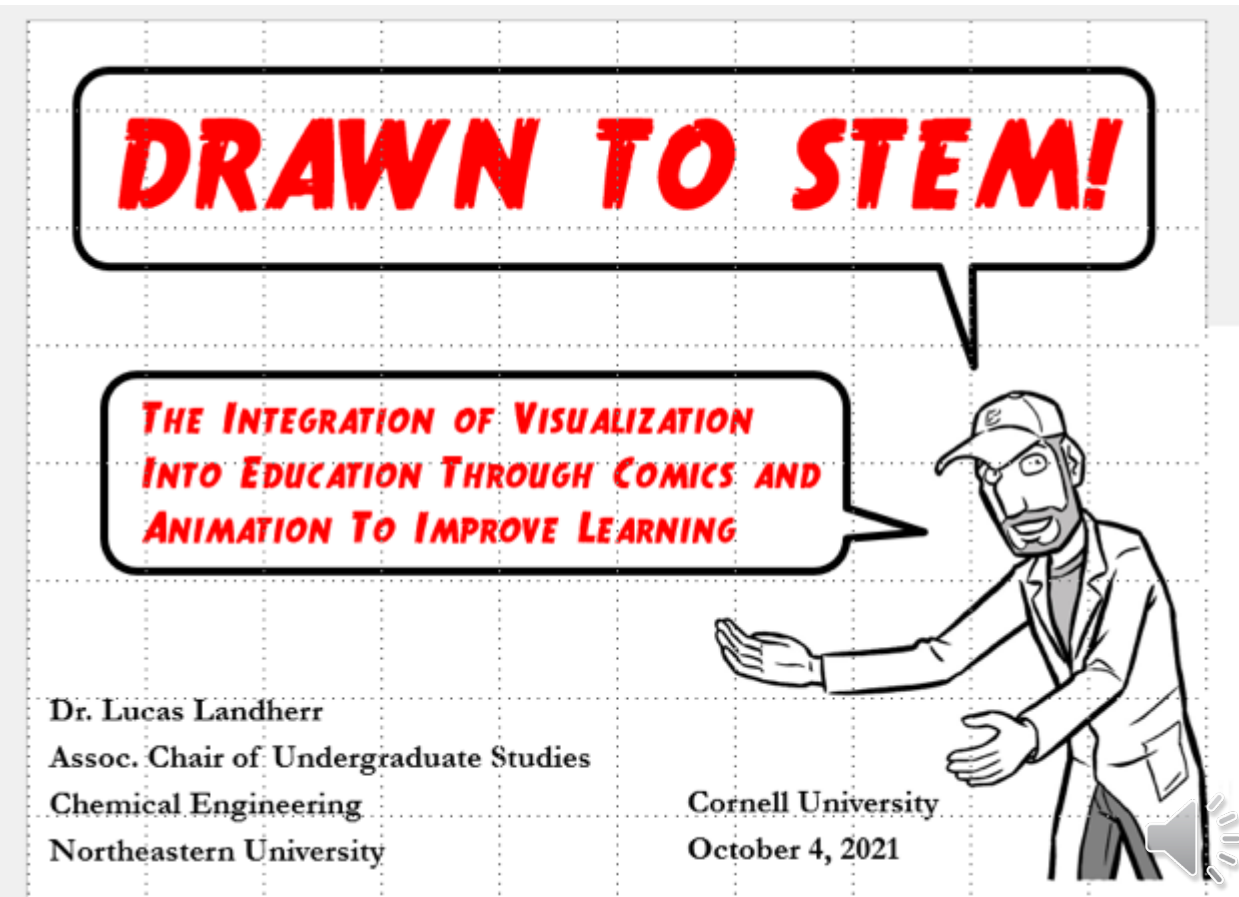 DRAWN TO STEM!
THE INTEGRATION OF VISUALIZATION
INTO EDUCATION THROUGH COMICS AND
ANIMATION TO IMPROVE LEARNING
E
Dr. Lucas Landherr
Assoc. Chair of Undergraduate Studies
Chemical Engineering
Northeastern University
Cornell University
October 4, 2021